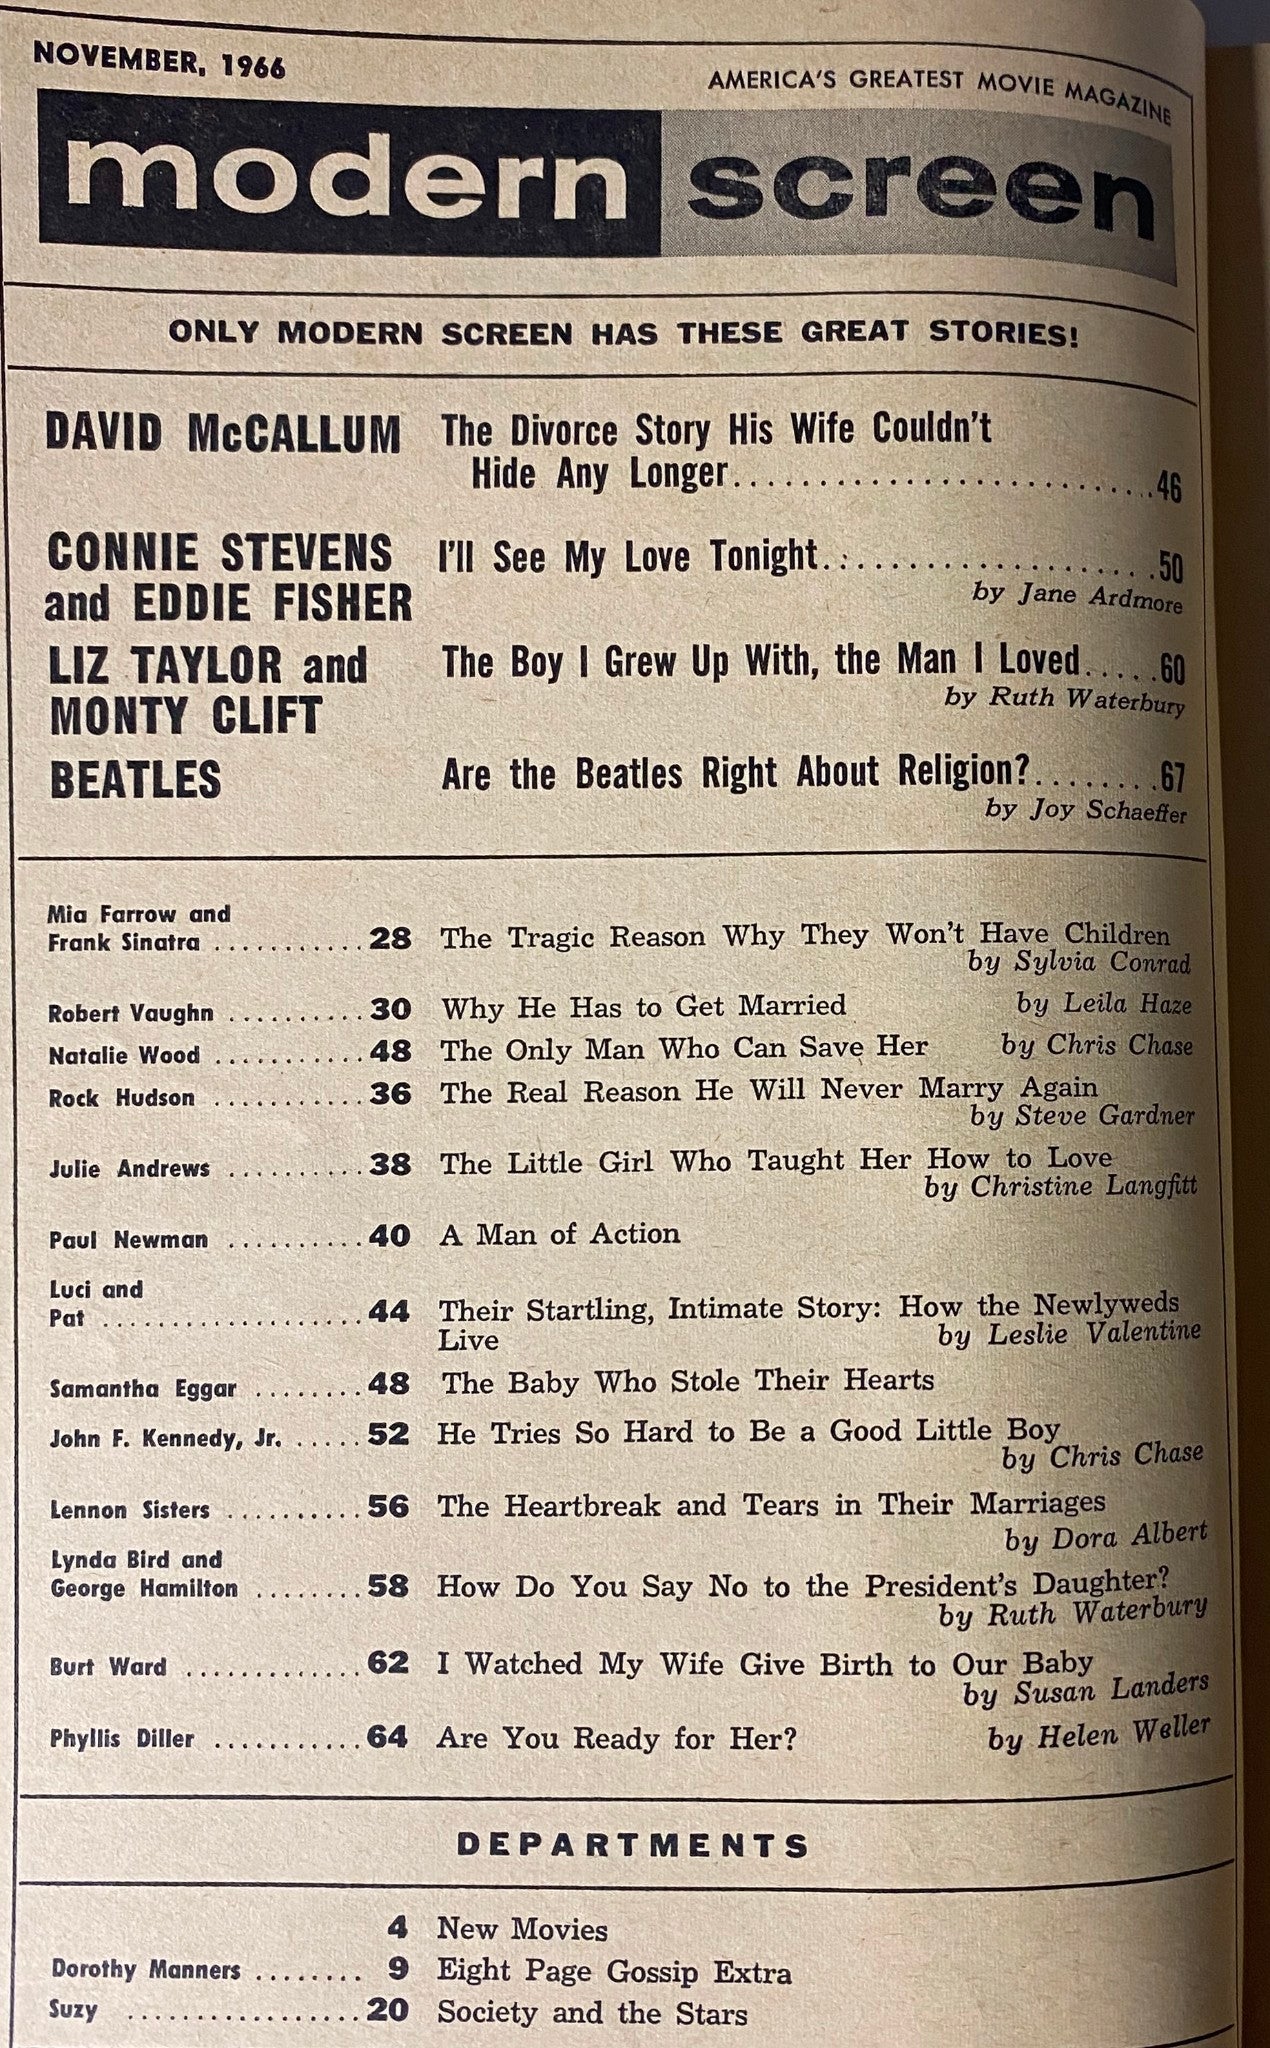 NOVEMBER, 1966
AMERICA'S GREATEST MOVIE MAGAZINE
modern screen
ONLY MODERN SCREEN HAS THESE GREAT STORIES!
DAVID McCALLUM The Divorce Story His Wife Couldn't
Hide Any Longer.........................46
CONNIE STEVENS I'll See My Love Tonight....................50
and EDDIE FISHER by Jane Ardmore
LIZ TAYLOR and The Boy I Grew Up With, the Man I Loved.....60
MONTY CLIFT by Ruth Waterbury
BEATLES Are the Beatles Right About Religion?........67
by Joy Schaeffer
Mia Farrow and
Frank Sinatra ...........28 The Tragic Reason Why They Won't Have Children
by Sylvia Conrad
Robert Vaughn ..........30 Why He Has to Get Married by Leila Haze
Natalie Wood ...........48 The Only Man Who Can Save Her by Chris Chase
Rock Hudson ...........36 The Real Reason He Will Never Marry Again
by Steve Gardner
Julie Andrews ..........38 The Little Girl Who Taught Her How to Love
by Christine Langfitt
Paul Newman ..........40 A Man of Action
Luci and
Pat ...................44 Their Startling, Intimate Story: How the Newlyweds
Live by Leslie Valentine
Samantha Eggar ........48 The Baby Who Stole Their Hearts
John F. Kennedy, Jr. .....52 He Tries So Hard to Be a Good Little Boy
by Chris Chase
Lennon Sisters ..........56 The Heartbreak and Tears in Their Marriages
by Dora Albert
Lynda Bird and
George Hamilton ........58 How Do You Say No to the President's Daughter?
by Ruth Waterbury
Burt Ward .............62 I Watched My Wife Give Birth to Our Baby
by Susan Landers
Phyllis Diller ...........64 Are You Ready for Her? by Helen Weller
DEPARTMENTS
4 New Movies
Dorothy Manners ........ 9 Eight Page Gossip Extra
Suzy .................20 Society and the Stars